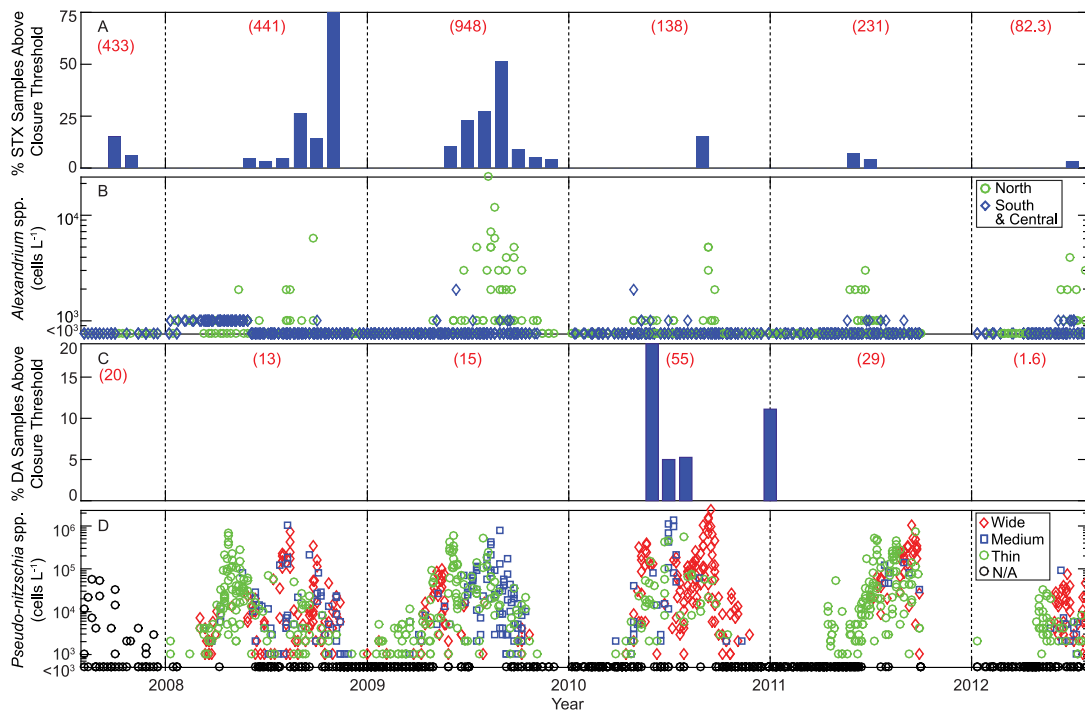 % STX Samples Above
Closure Threshold
75
50
25
0
A
(433)
(441)
(948)
(138)
(231)
(82.3)
Alexandrium spp.
(cells L⁻¹)
10⁴
10³
<10³
B
North
South
& Central
% DA Samples Above
Closure Threshold
20
15
10
5
0
C
(20)
(13)
(15)
(55)
(29)
(1.6)
Pseudo-nitzschia spp.
(cells L⁻¹)
10⁶
10⁵
10⁴
10³
<10³
D
Wide
Medium
Thin
N/A
2008
2009
2010
2011
2012
Year